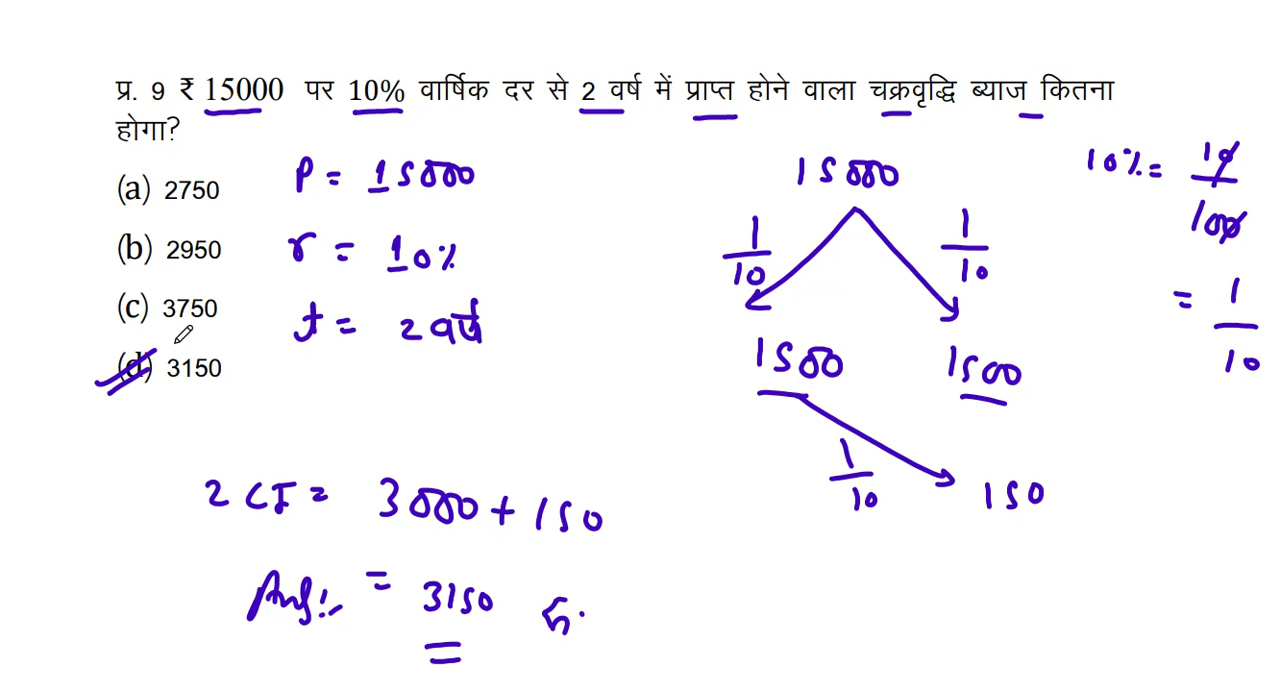 प्र. 9 ₹ 15000 पर 10% वार्षिक दर से 2 वर्ष में प्राप्त होने वाला चक्रवृद्धि ब्याज कितना
होगा?
(a) 2750
(b) 2950
(c) 3750
(d) 3150
P = 15000
r = 10%
t = 2 वर्ष
15000
1/10
1/10
1500
1500
1/10
150
10% = 10/100
= 1/10
2 CI = 3000 + 150
Ans:- = 3150 रु.